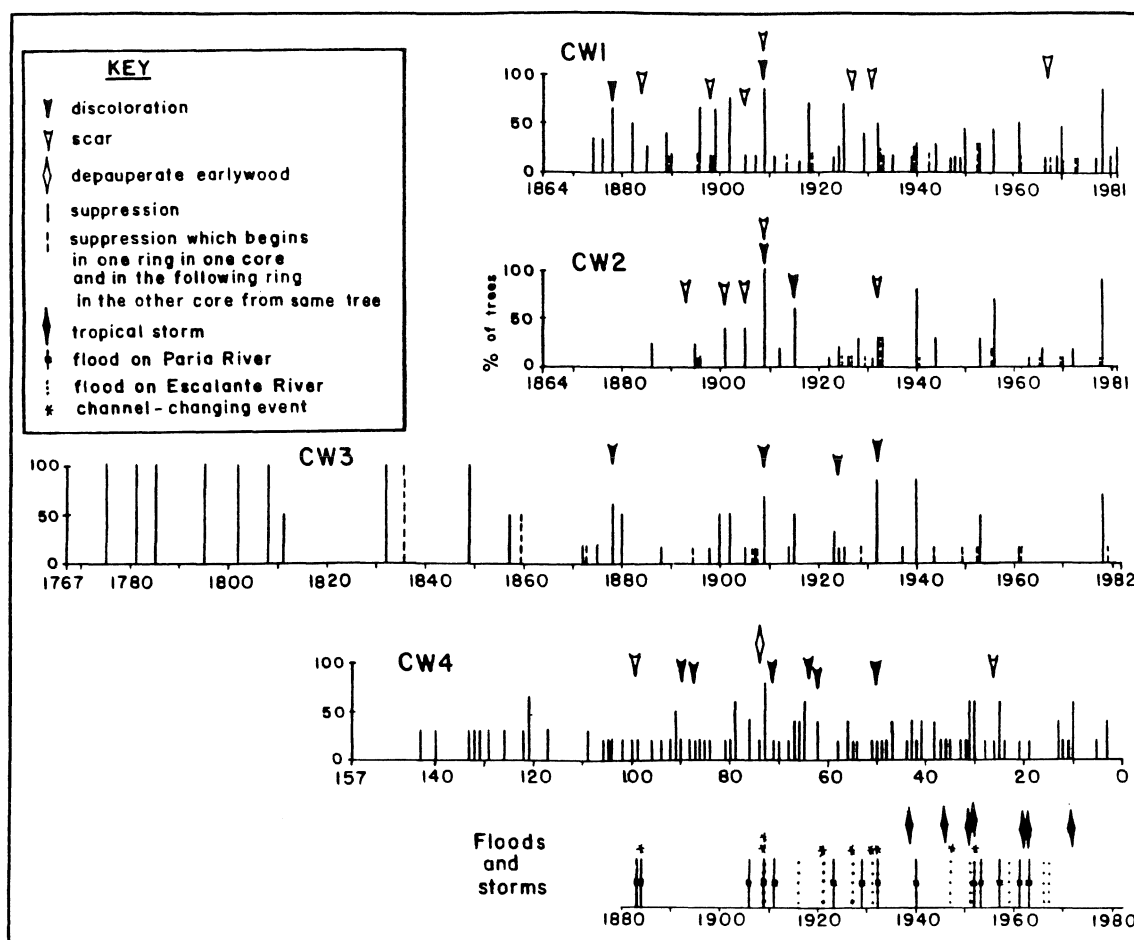 KEY
discoloration
scar
depauperate earlywood
suppression
suppression which begins
in one ring in one core
and in the following ring
in the other core from same tree
tropical storm
flood on Paria River
flood on Escalante River
* channel-changing event
CW1
100
50
0
1864 1880 1900 1920 1940 1960 1981
CW2
% of trees
100
50
0
1864 1880 1900 1920 1940 1960 1981
CW3
100
50
0
1767 1780 1800 1820 1840 1860 1880 1900 1920 1940 1960 1982
CW4
100
50
0
157 140 120 100 80 60 40 20 0
Floods
and
storms
1880 1900 1920 1940 1960 1980